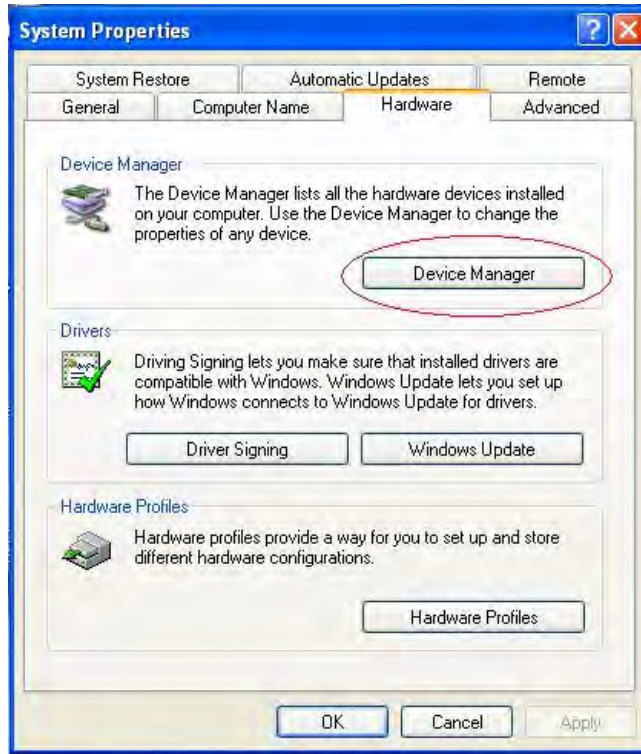 System Properties
System Restore
Automatic Updates
Remote
General
Computer Name
Hardware
Advanced
Device Manager
The Device Manager lists all the hardware devices installed
on your computer. Use the Device Manager to change the
properties of any device.
Device Manager
Drivers
Driving Signing lets you make sure that installed drivers are
compatible with Windows. Windows Update lets you set up
how Windows connects to Windows Update for drivers.
Driver Signing
Windows Update
Hardware Profiles
Hardware profiles provide a way for you to set up and store
different hardware configurations.
Hardware Profiles
OK
Cancel
Apply